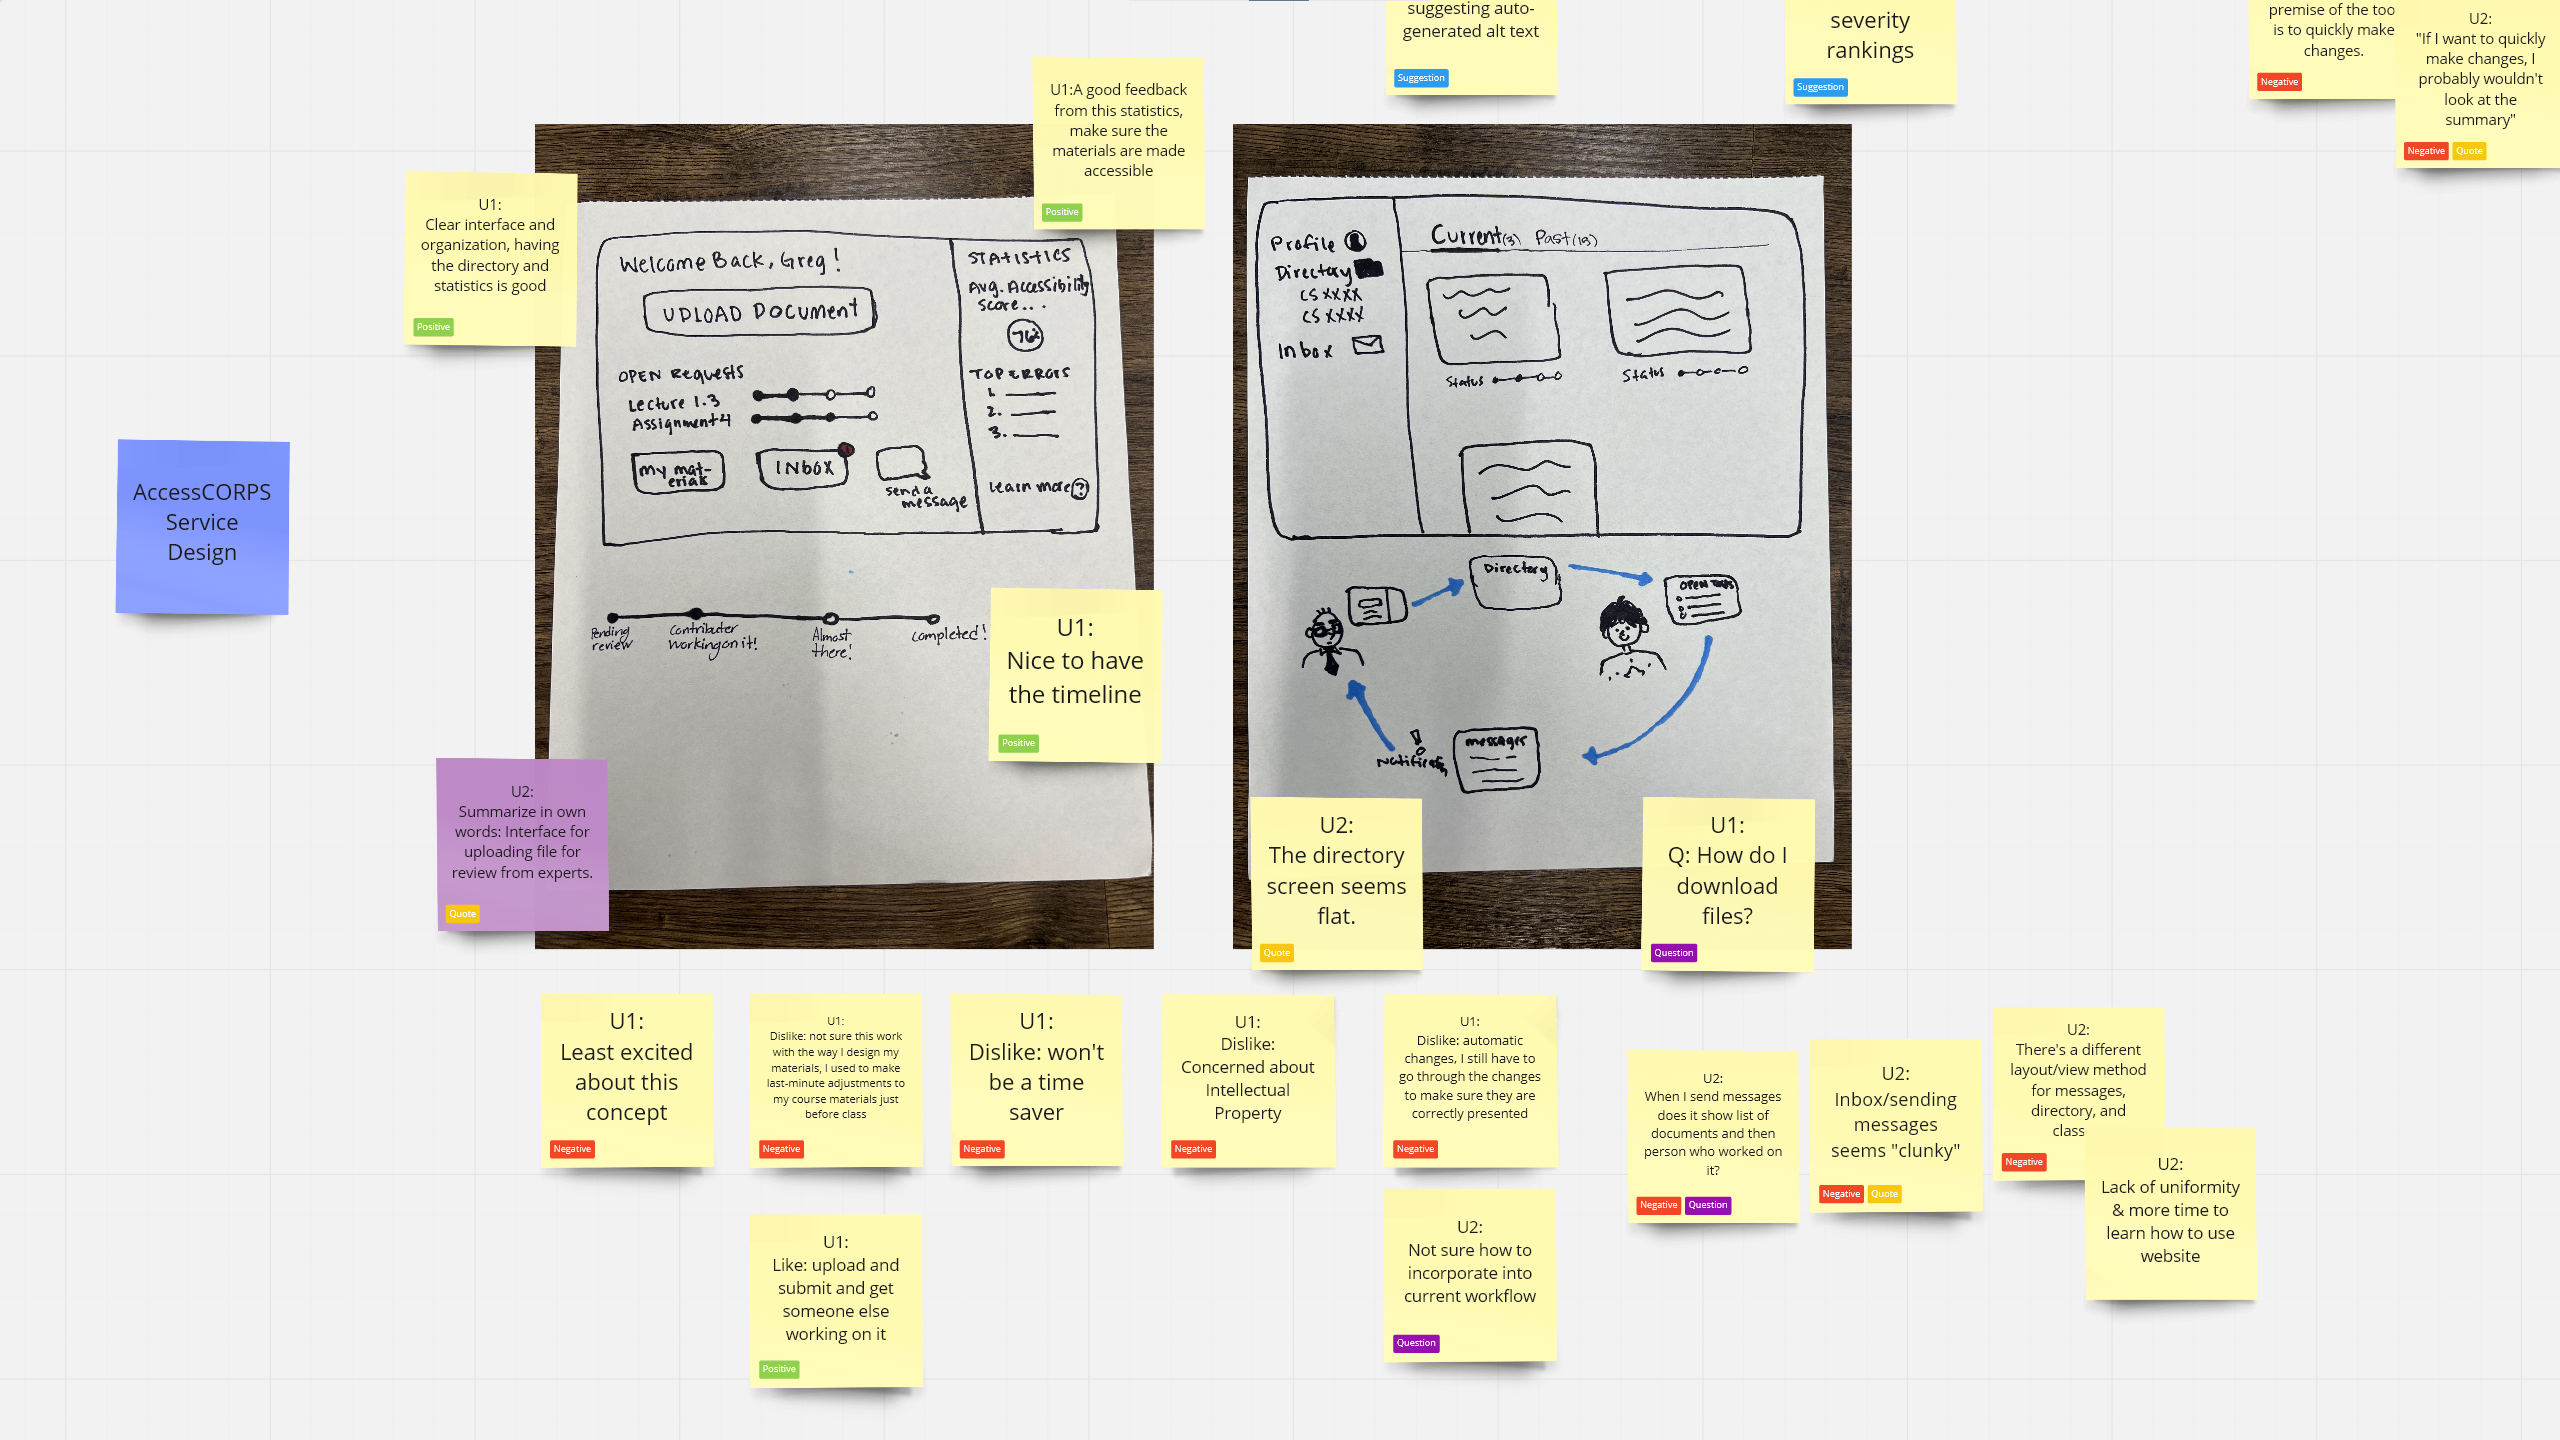 suggesting auto-
generated alt text
Suggestion
severity
rankings
Suggestion
premise of the too
is to quickly make
changes.
Negative
U2:
"If I want to quickly
make changes, I
probably wouldn't
look at the
summary"
Negative Quote
U1:A good feedback
from this statistics,
make sure the
materials are made
accessible
Positive
U1:
Clear interface and
organization, having
the directory and
statistics is good
Positive
AccessCORPS
Service
Design
Welcome Back, Greg!
UPLOAD DOCUMENT
OPEN Requests
Lecture 1.3
Assignment 4
my mat-
erials
INBOX
send a
message
STATISTICS
Avg. Accessibility
Score...
TOP ERRORS
1.
2.
3.
Learn more ?
Pending
review
Contributer
working on it!
Almost
there!
Completed!
U1:
Nice to have
the timeline
Positive
U2:
Summarize in own
words: Interface for
uploading file for
review from experts.
Quote
Profile
Directory
CS XXXX
CS XXXX
Inbox
Current (3) Past (19)
Status
Status
Directory
OPEN
messages
U2:
The directory
screen seems
flat.
Quote
U1:
Q: How do I
download
files?
Question
U1:
Least excited
about this
concept
Negative
U1:
Dislike: not sure this work
with the way I design my
materials, I used to make
last-minute adjustments to
my course materials just
before class
Negative
U1:
Dislike: won't
be a time
saver
Negative
U1:
Dislike:
Concerned about
Intellectual
Property
Negative
U1:
Dislike: automatic
changes, I still have to
go through the changes
to make sure they are
correctly presented
Negative
U2:
When I send messages
does it show list of
documents and then
person who worked on
it?
Negative Question
U2:
Inbox/sending
messages
seems "clunky"
Negative Quote
U2:
There's a different
layout/view method
for messages,
directory, and
class
Negative
U2:
Lack of uniformity
& more time to
learn how to use
website
U1:
Like: upload and
submit and get
someone else
working on it
Positive
U2:
Not sure how to
incorporate into
current workflow
Question